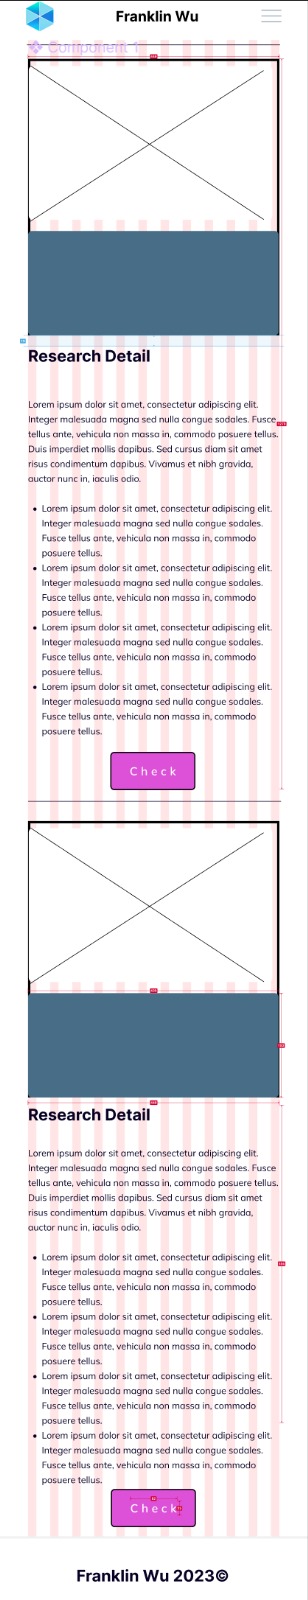 Franklin Wu
Component 1
Research Detail
Lorem ipsum dolor sit amet, consectetur adipiscing elit.
Integer malesuada magna sed nulla congue sodales. Fusce
tellus ante, vehicula non massa in, commodo posuere tellus.
Duis imperdiet mollis dapibus. Sed cursus diam sit amet
risus condimentum dapibus. Vivamus et nibh gravida,
auctor nunc in, iaculis odio.
• Lorem ipsum dolor sit amet, consectetur adipiscing elit.
Integer malesuada magna sed nulla congue sodales.
Fusce tellus ante, vehicula non massa in, commodo
posuere tellus.
• Lorem ipsum dolor sit amet, consectetur adipiscing elit.
Integer malesuada magna sed nulla congue sodales.
Fusce tellus ante, vehicula non massa in, commodo
posuere tellus.
• Lorem ipsum dolor sit amet, consectetur adipiscing elit.
Integer malesuada magna sed nulla congue sodales.
Fusce tellus ante, vehicula non massa in, commodo
posuere tellus.
• Lorem ipsum dolor sit amet, consectetur adipiscing elit.
Integer malesuada magna sed nulla congue sodales.
Fusce tellus ante, vehicula non massa in, commodo
posuere tellus.
Check
Research Detail
Lorem ipsum dolor sit amet, consectetur adipiscing elit.
Integer malesuada magna sed nulla congue sodales. Fusce
tellus ante, vehicula non massa in, commodo posuere tellus.
Duis imperdiet mollis dapibus. Sed cursus diam sit amet
risus condimentum dapibus. Vivamus et nibh gravida,
auctor nunc in, iaculis odio.
• Lorem ipsum dolor sit amet, consectetur adipiscing elit.
Integer malesuada magna sed nulla congue sodales.
Fusce tellus ante, vehicula non massa in, commodo
posuere tellus.
• Lorem ipsum dolor sit amet, consectetur adipiscing elit.
Integer malesuada magna sed nulla congue sodales.
Fusce tellus ante, vehicula non massa in, commodo
posuere tellus.
• Lorem ipsum dolor sit amet, consectetur adipiscing elit.
Integer malesuada magna sed nulla congue sodales.
Fusce tellus ante, vehicula non massa in, commodo
posuere tellus.
• Lorem ipsum dolor sit amet, consectetur adipiscing elit.
Integer malesuada magna sed nulla congue sodales.
Fusce tellus ante, vehicula non massa in, commodo
posuere tellus.
Check
Franklin Wu 2023©